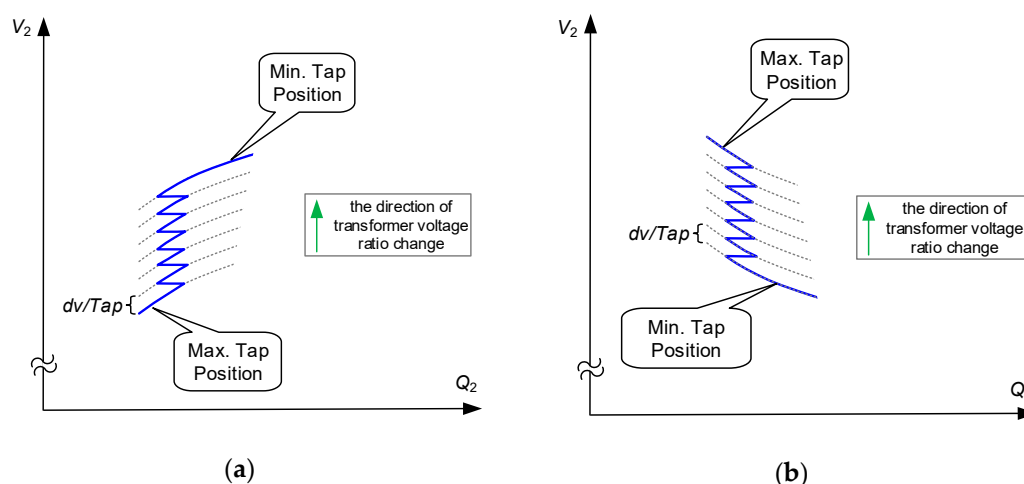 V2
Min. Tap
Position
the direction of
transformer voltage
ratio change
dv/Tap
Max. Tap
Position
Q2
(a)
V2
Max. Tap
Position
the direction of
transformer voltage
ratio change
dv/Tap
Min. Tap
Position
Q
(b)